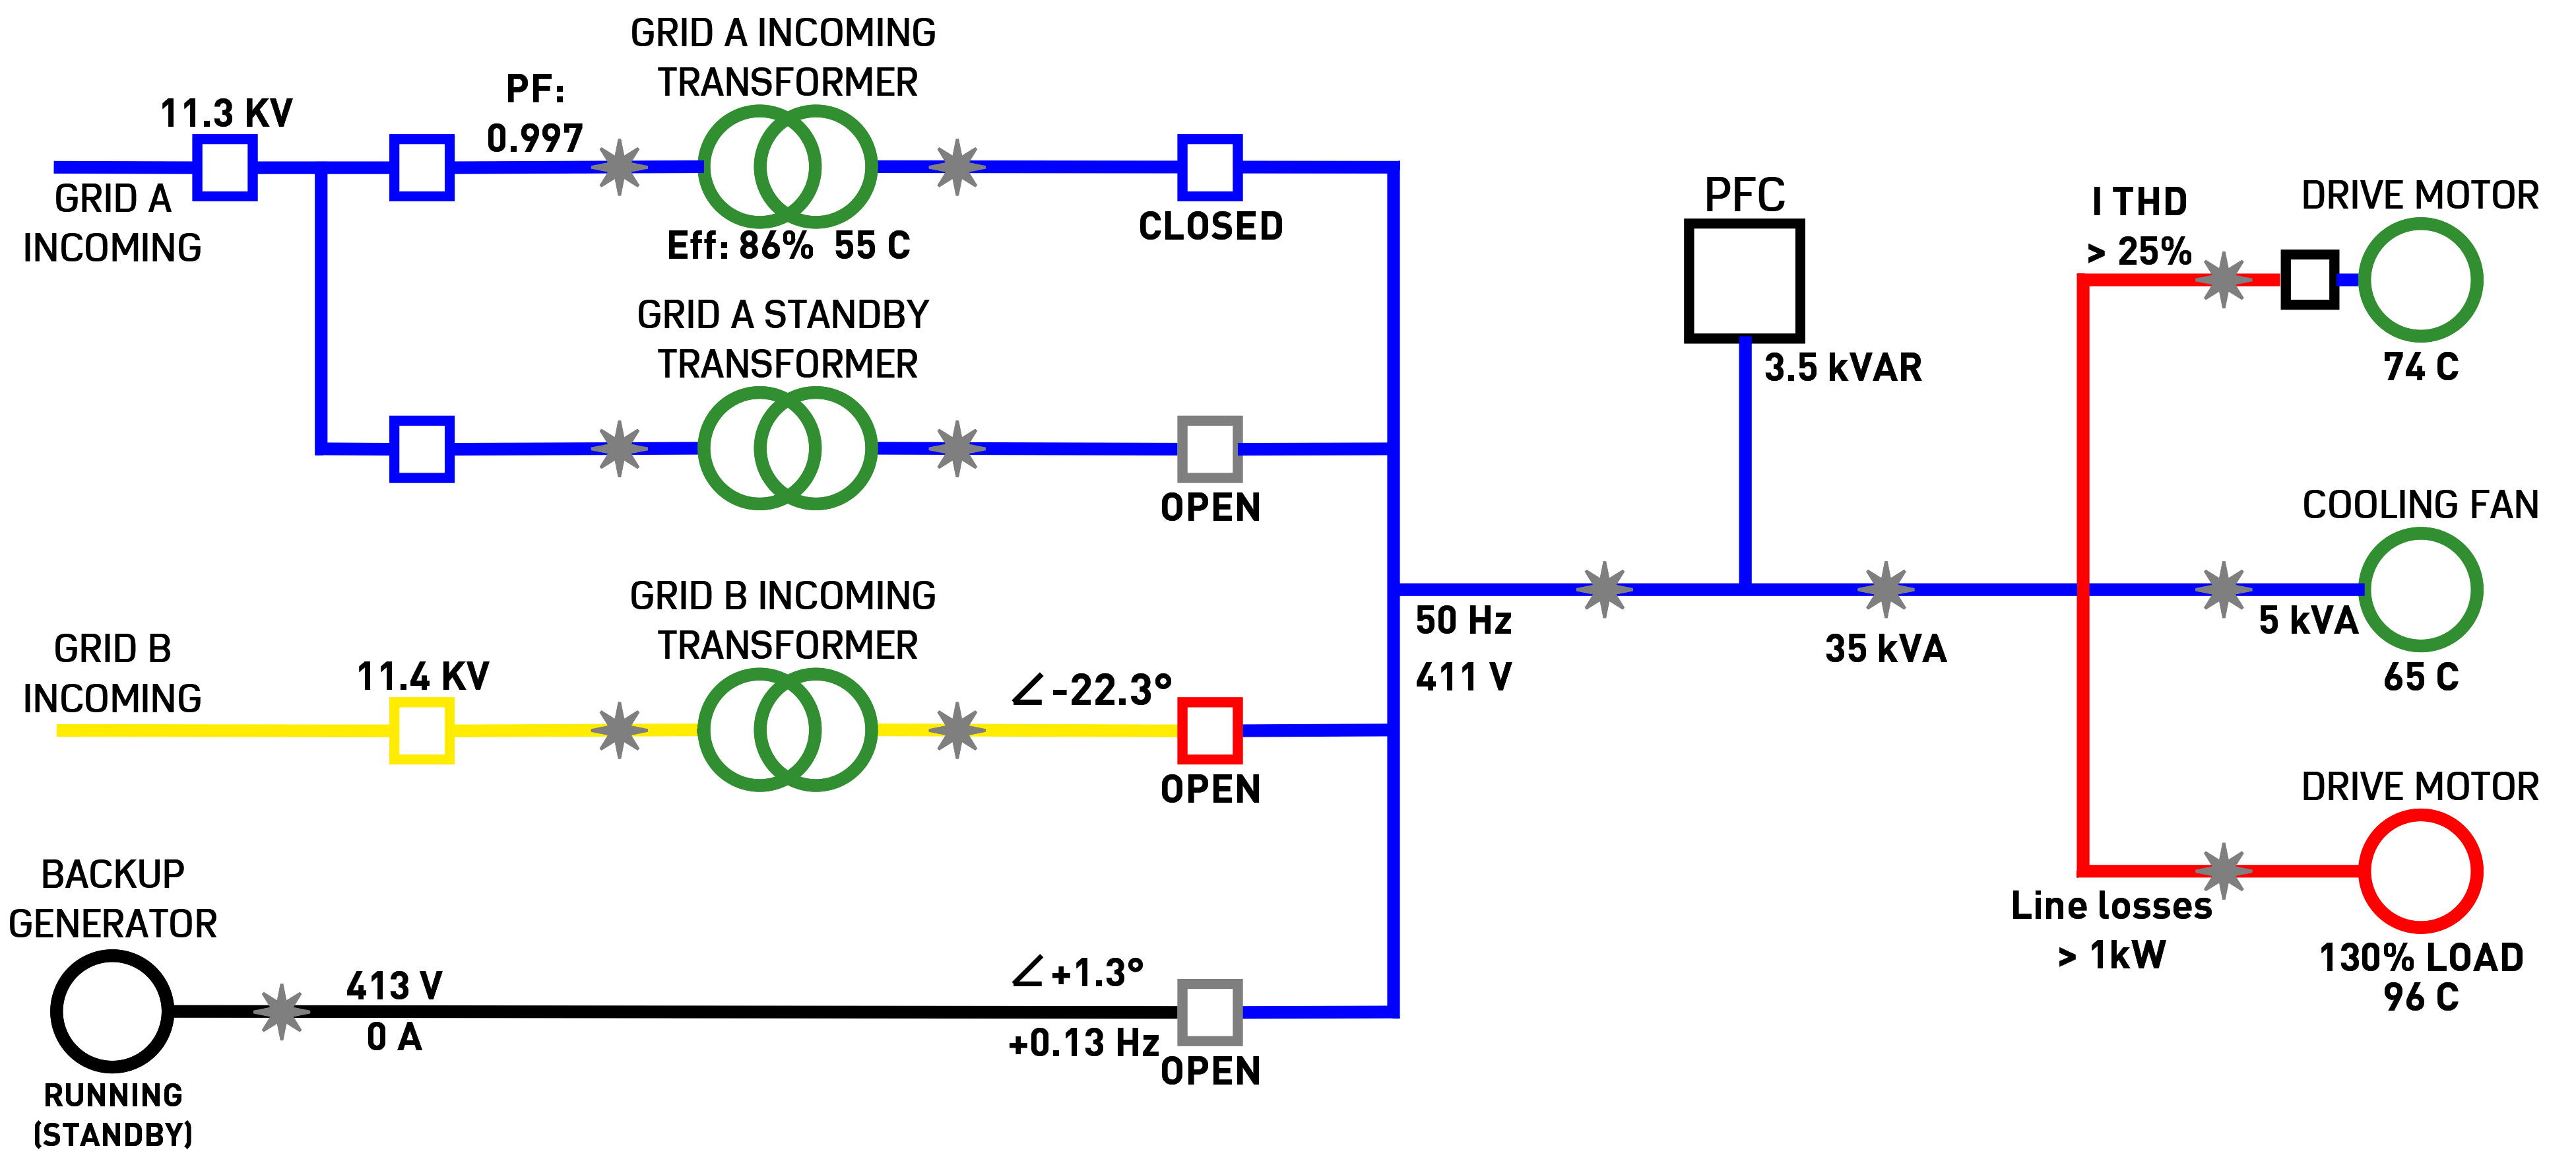 GRID A INCOMING
TRANSFORMER
11.3 KV
PF:
0.997
GRID A
INCOMING
Eff: 86%  55 C
CLOSED
GRID A STANDBY
TRANSFORMER
OPEN
GRID B INCOMING
TRANSFORMER
GRID B
INCOMING
11.4 KV
∠ -22.3°
OPEN
BACKUP
GENERATOR
413 V
0 A
RUNNING
(STANDBY)
∠ +1.3°
+0.13 Hz
OPEN
50 Hz
411 V
PFC
3.5 kVAR
35 kVA
I THD
> 25%
DRIVE MOTOR
74 C
COOLING FAN
5 kVA
65 C
DRIVE MOTOR
Line losses
> 1kW
130% LOAD
96 C